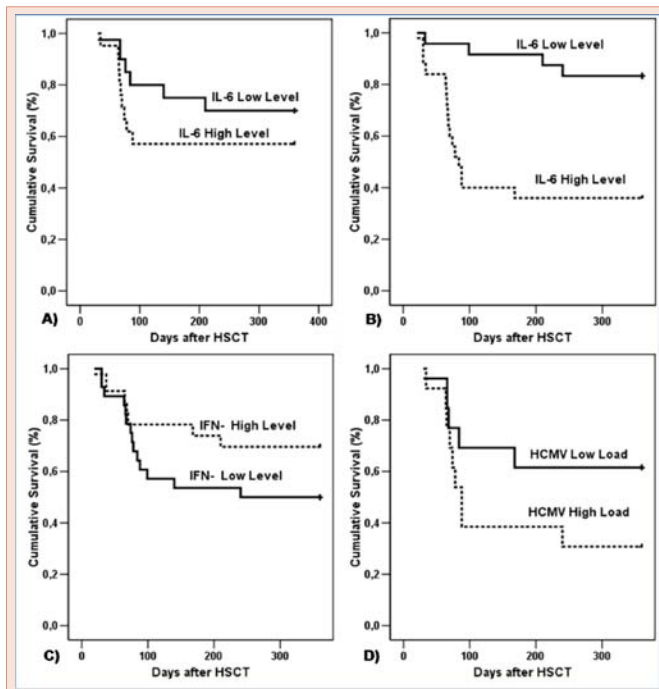 1,0
0,8
0,6
0,4
0,2
0,0
Cumulative Survival (%)
IL-6 Low Level
IL-6 High Level
0 100 200 300 400
A) Days after HSCT
1,0
0,8
0,6
0,4
0,2
0,0
Cumulative Survival (%)
IL-6 Low Level
IL-6 High Level
0 100 200 300
B) Days after HSCT
1,0
0,8
0,6
0,4
0,2
0,0
Cumulative Survival (%)
IFN- High Level
IFN- Low Level
0 100 200 300
C) Days after HSCT
1,0
0,8
0,6
0,4
0,2
0,0
Cumulative Survival (%)
HCMV Low Load
HCMV High Load
0 100 200 300
D) Days after HSCT